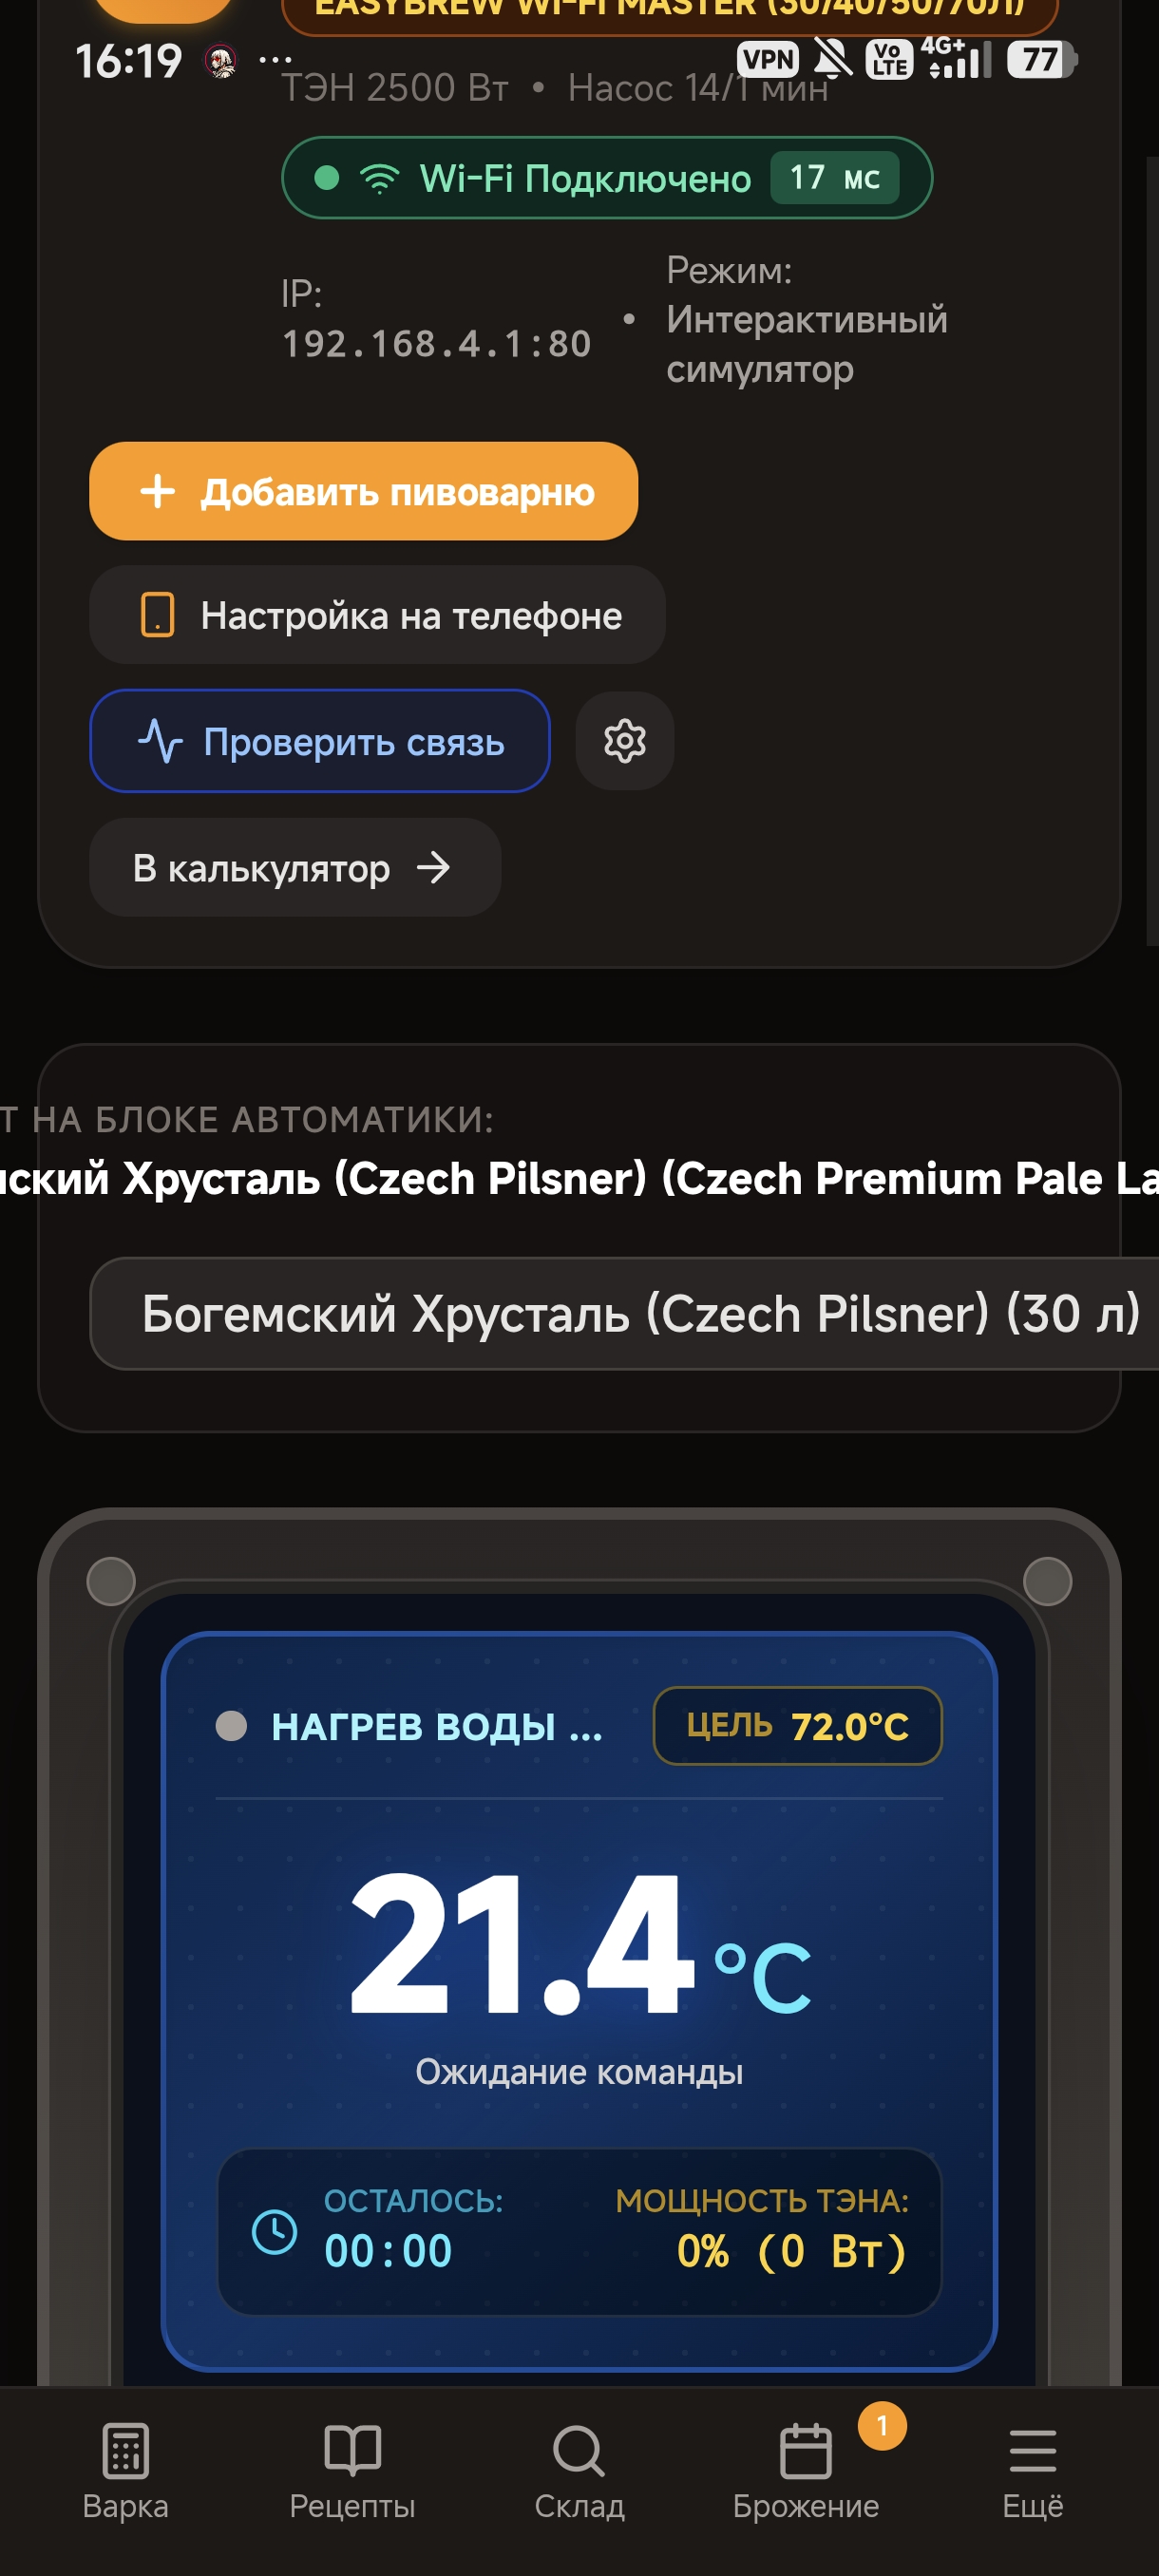 EASYBREW WI-FI MASTER (30/40/50/70Л)
16:19 ... VPN Vo LTE 4G+ 77
ТЭН 2500 Вт • Насос 14/1 мин
Wi-Fi Подключено 17 мс
IP:
192.168.4.1:80
•
Режим:
Интерактивный
симулятор
+ Добавить пивоварню
Настройка на телефоне
Проверить связь
В калькулятор →
Т НА БЛОКЕ АВТОМАТИКИ:
ский Хрусталь (Czech Pilsner) (Czech Premium Pale La
Богемский Хрусталь (Czech Pilsner) (30 л)
НАГРЕВ ВОДЫ ... ЦЕЛЬ 72.0°C
21.4 °C
Ожидание команды
ОСТАЛОСЬ: МОЩНОСТЬ ТЭНА:
00:00 0% (0 Вт)
1
Варка Рецепты Склад Брожение Ещё